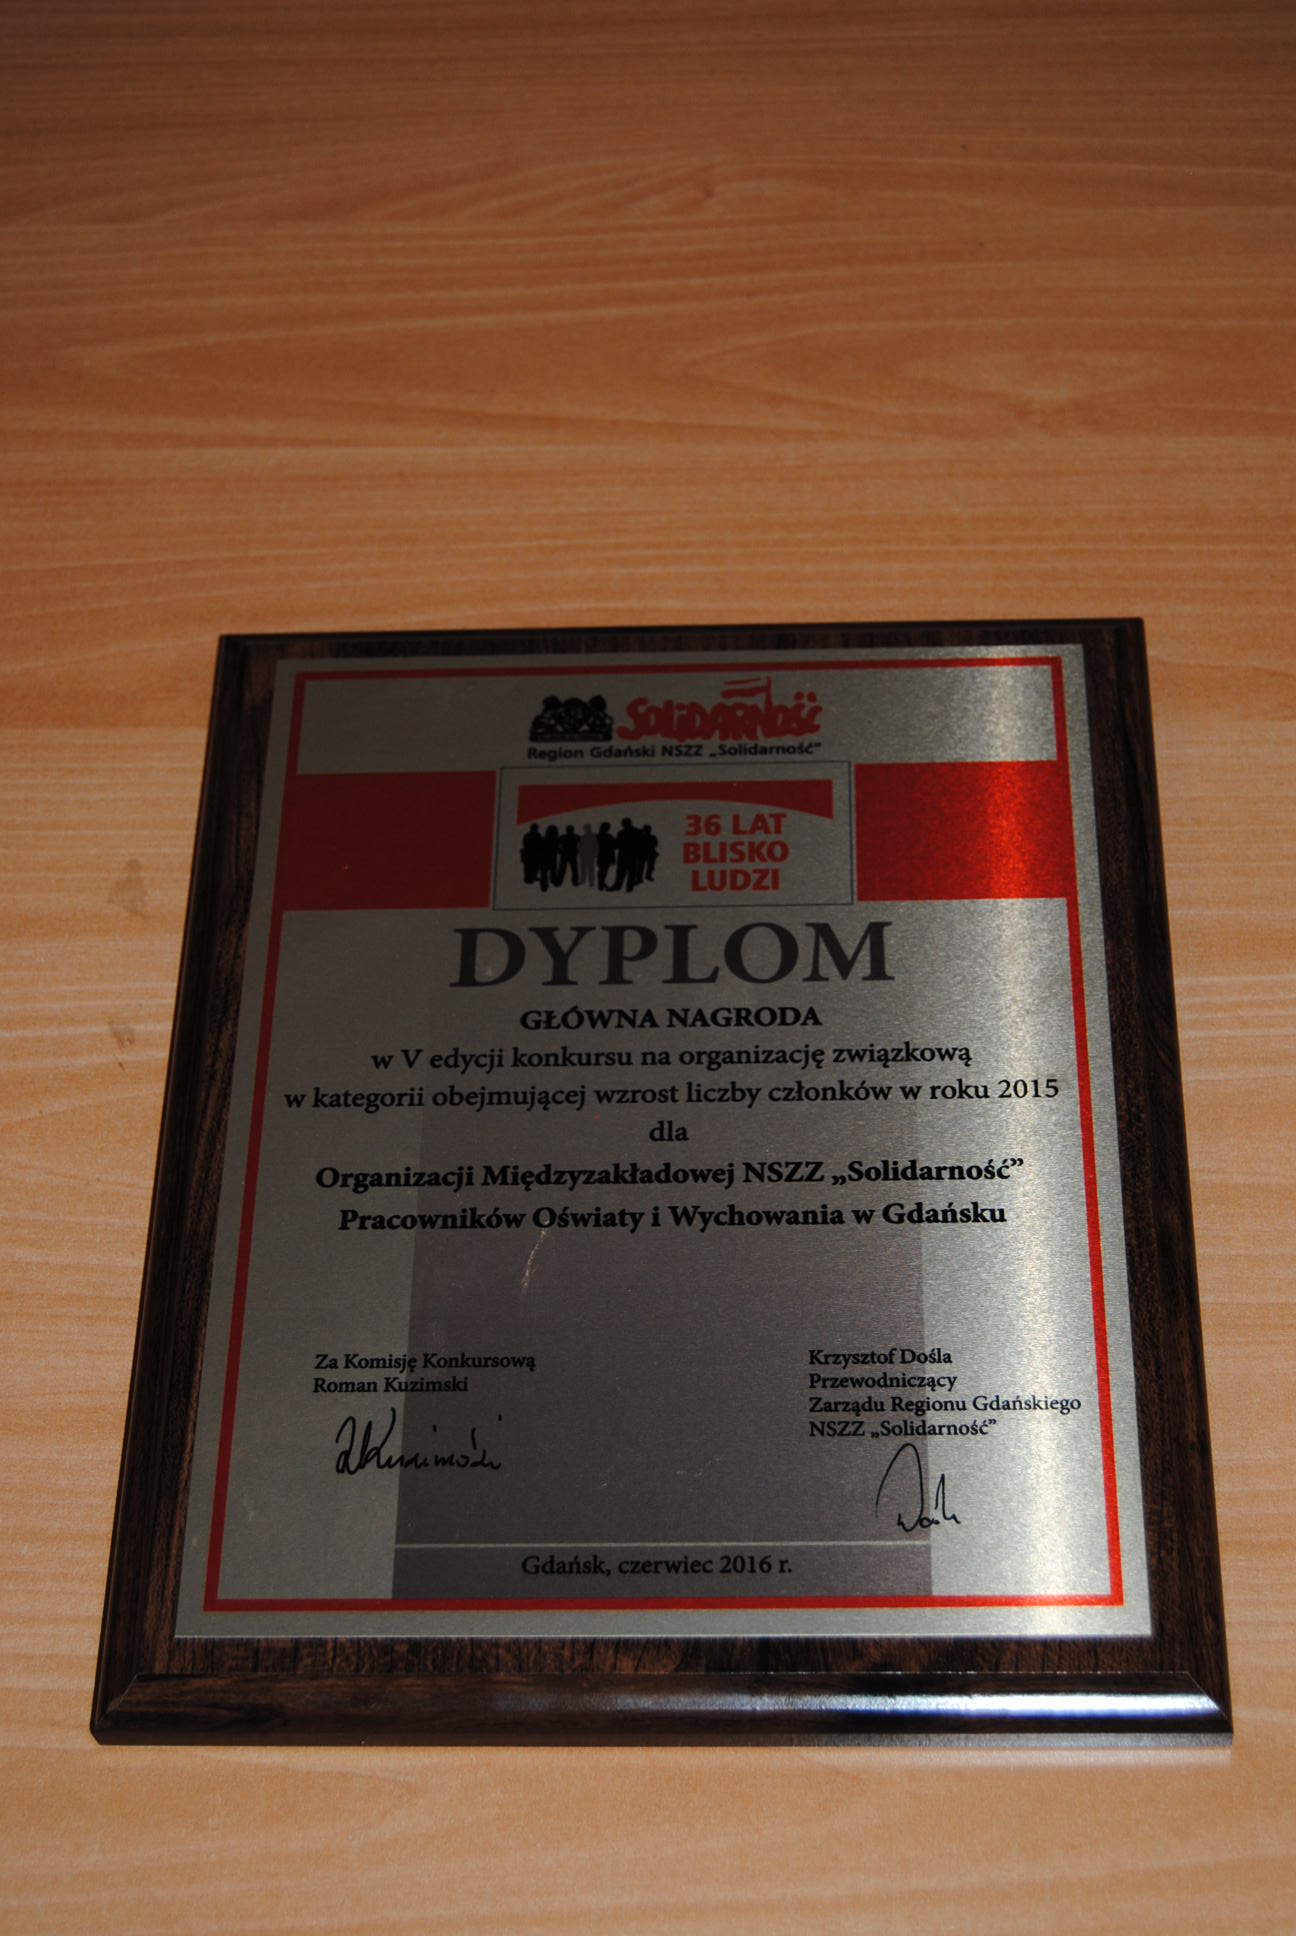 SOLIDARNOŚĆ
Region Gdański NSZZ „Solidarność”
36 LAT
BLISKO
LUDZI
DYPLOM
GŁÓWNA NAGRODA
w V edycji konkursu na organizację związkową
w kategorii obejmującej wzrost liczby członków w roku 2015
dla
Organizacji Międzyzakładowej NSZZ „Solidarność”
Pracowników Oświaty i Wychowania w Gdańsku
Za Komisję Konkursową
Roman Kuzimski
Krzysztof Dośla
Przewodniczący
Zarządu Regionu Gdańskiego
NSZZ „Solidarność”
Gdańsk, czerwiec 2016 r.